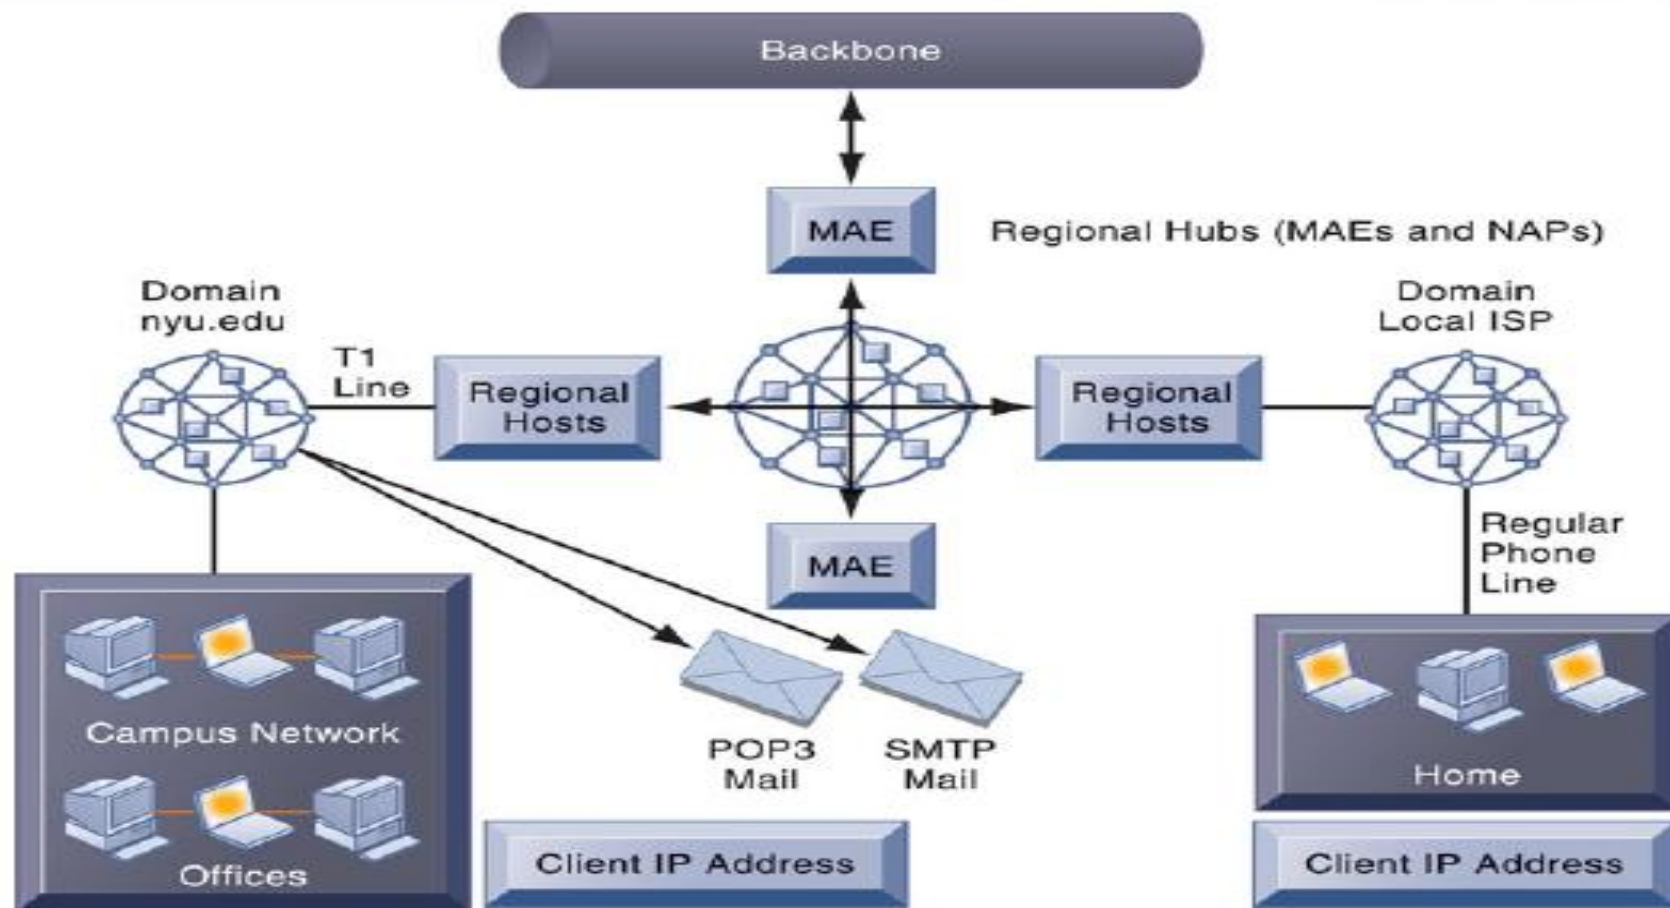 Backbone
MAE
Regional Hubs (MAEs and NAPs)
Domain
nyu.edu
T1
Line
Regional
Hosts
Regional
Hosts
Domain
Local ISP
MAE
Regular
Phone
Line
Campus Network
Offices
POP3
Mail
SMTP
Mail
Home
Client IP Address
Client IP Address